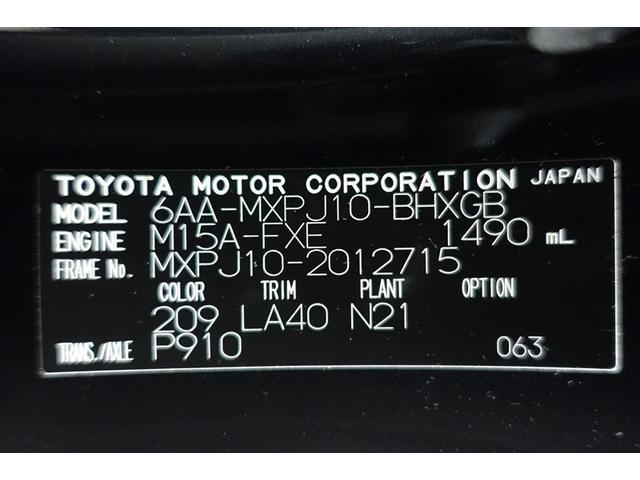 TOYOTA MOTOR CORPORATION JAPAN
MODEL 6AA-MXPJ10-BHXGB
ENGINE M15A-FXE 1490 mL
FRAME No. MXPJ10-2012715
COLOR TRIM PLANT OPTION
209 LA40 N21
TRANS./AXLE P910 063